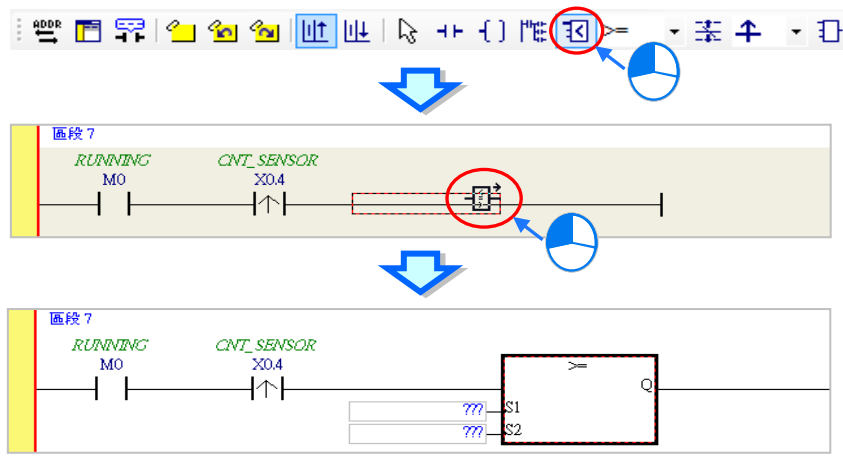 ADDR
>=
區段 7
RUNNING CNT_SENSOR
M0 X0.4
區段 7
RUNNING CNT_SENSOR
M0 X0.4
>=
Q
??? S1
??? S2